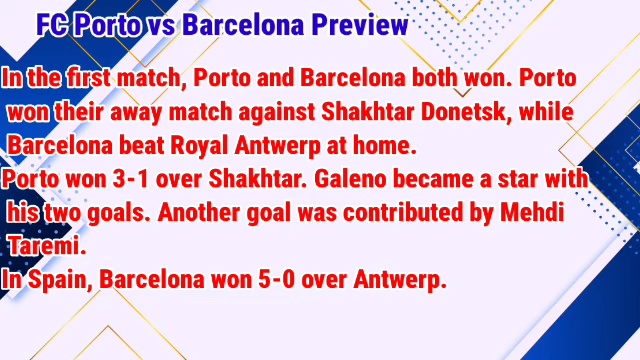 FC Porto vs Barcelona Preview
In the first match, Porto and Barcelona both won. Porto
won their away match against Shakhtar Donetsk, while
Barcelona beat Royal Antwerp at home.
Porto won 3-1 over Shakhtar. Galeno became a star with
his two goals. Another goal was contributed by Mehdi
Taremi.
In Spain, Barcelona won 5-0 over Antwerp.